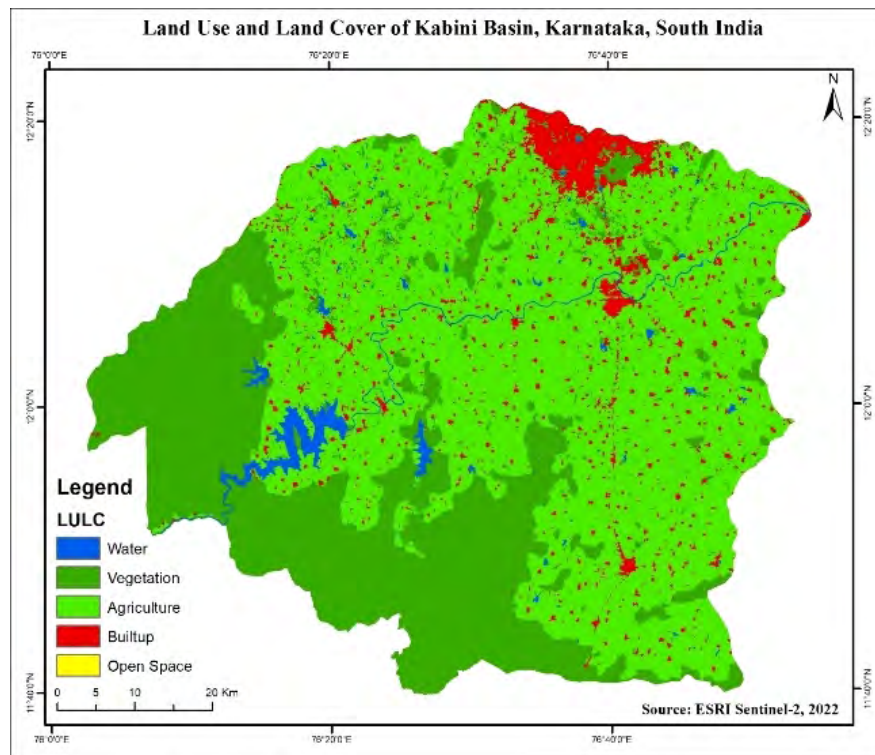 Land Use and Land Cover of Kabini Basin, Karnataka, South India
76°0'0"E
76°20'0"E
76°40'0"E
N
12°20'0"N
12°20'0"N
12°0'0"N
12°0'0"N
Legend
LULC
Water
Vegetation
Agriculture
Builtup
Open Space
0 5 10 20 Km
11°40'0"N
11°40'0"N
Source: ESRI Sentinel-2, 2022
76°0'0"E
76°20'0"E
76°40'0"E